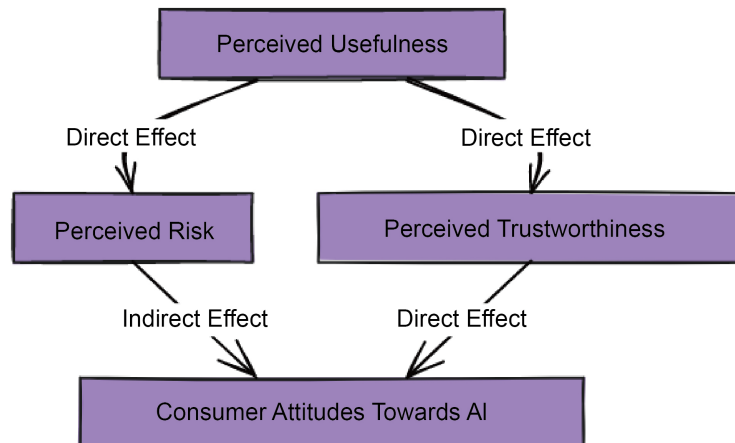 Perceived Usefulness
Direct Effect
Direct Effect
Perceived Risk
Perceived Trustworthiness
Indirect Effect
Direct Effect
Consumer Attitudes Towards AI